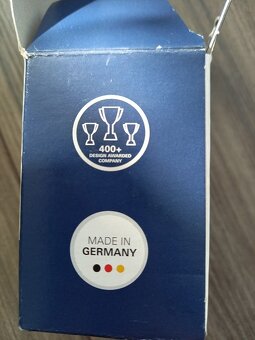 400+
DESIGN AWARDED
COMPANY
MADE IN
GERMANY